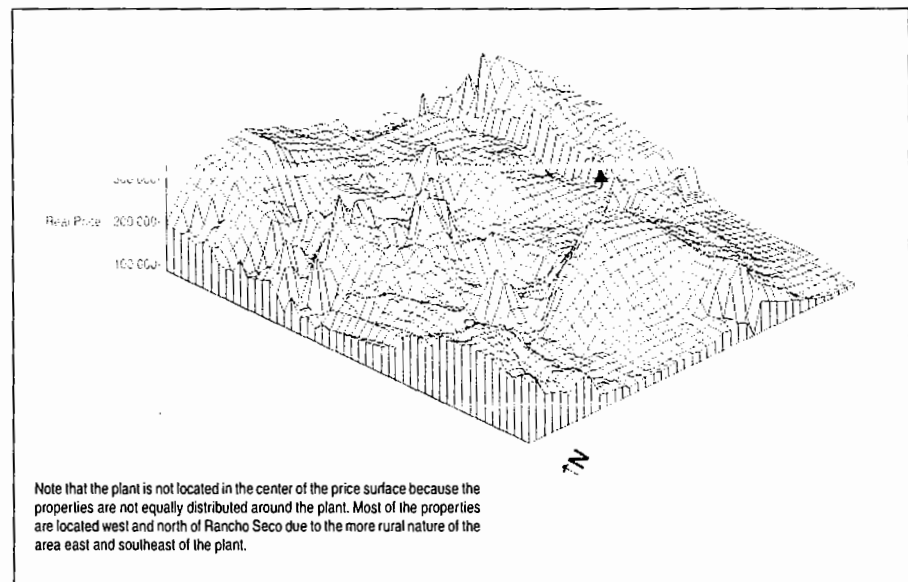 Real Price
200 000
100 000
N
Note that the plant is not located in the center of the price surface because the
properties are not equally distributed around the plant. Most of the properties
are located west and north of Rancho Seco due to the more rural nature of the
area east and southeast of the plant.